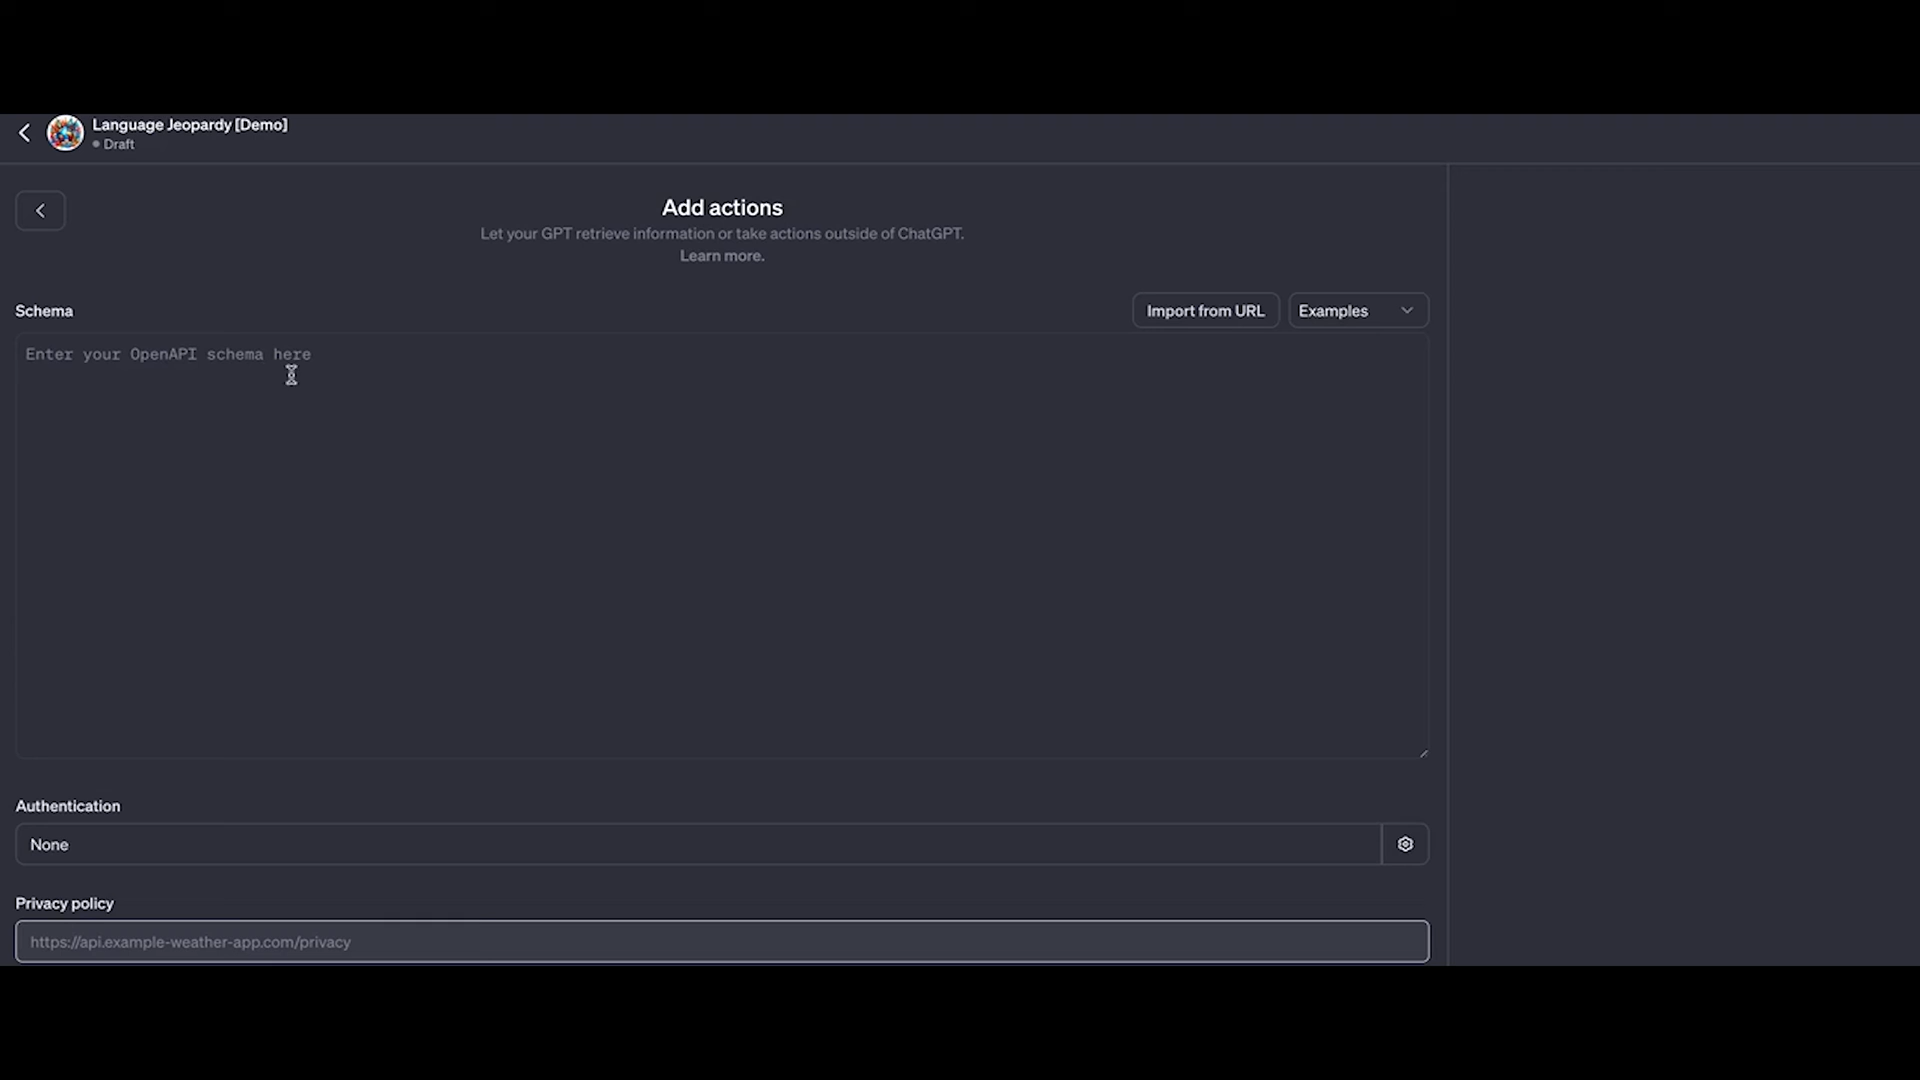 Language Jeopardy [Demo]
Draft
Add actions
Let your GPT retrieve information or take actions outside of ChatGPT.
Learn more.
Schema
Import from URL
Examples
Enter your OpenAPI schema here
Authentication
None
Privacy policy
https://api.example-weather-app.com/privacy